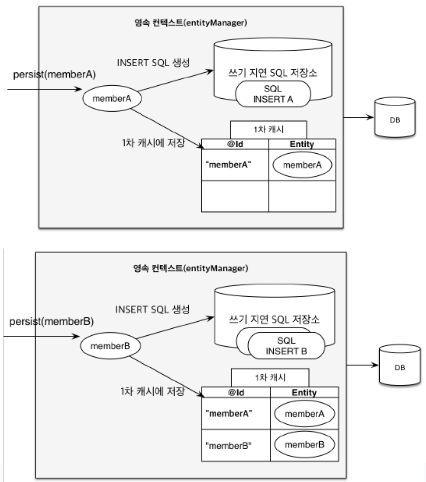 영속 컨텍스트(entityManager)
INSERT SQL 생성
persist(memberA)
쓰기 지연 SQL 저장소
memberA
SQL
INSERT A
DB
1차 캐시
1차 캐시에 저장
@Id Entity
"memberA" memberA
영속 컨텍스트(entityManager)
INSERT SQL 생성
persist(memberB)
쓰기 지연 SQL 저장소
memberB
SQL
INSERT B
DB
1차 캐시
1차 캐시에 저장
@Id Entity
"memberA" memberA
"memberB" memberB